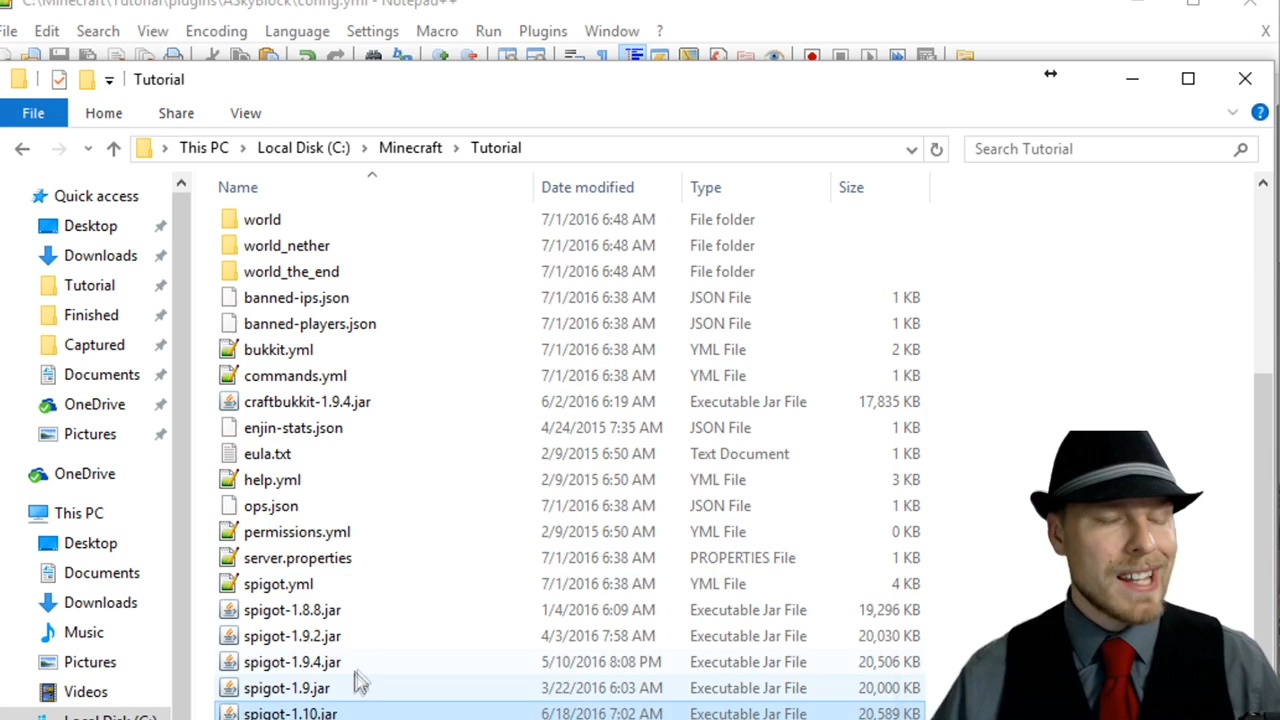 C:\Minecraft\Tutorial\plugins\ASkyBlock\config.yml - Notepad++
File Edit Search View Encoding Language Settings Macro Run Plugins Window ? X
Tutorial
File Home Share View
This PC Local Disk (C:) Minecraft Tutorial Search Tutorial
Name Date modified Type Size
Quick access
Desktop
Downloads
Tutorial
Finished
Captured
Documents
OneDrive
Pictures
OneDrive
This PC
Desktop
Documents
Downloads
Music
Pictures
Videos
Local Disk (C:)
world 7/1/2016 6:48 AM File folder
world_nether 7/1/2016 6:48 AM File folder
world_the_end 7/1/2016 6:48 AM File folder
banned-ips.json 7/1/2016 6:38 AM JSON File 1 KB
banned-players.json 7/1/2016 6:38 AM JSON File 1 KB
bukkit.yml 7/1/2016 6:38 AM YML File 2 KB
commands.yml 7/1/2016 6:38 AM YML File 1 KB
craftbukkit-1.9.4.jar 6/2/2016 6:19 AM Executable Jar File 17,835 KB
enjin-stats.json 4/24/2015 7:35 AM JSON File 1 KB
eula.txt 2/9/2015 6:50 AM Text Document 1 KB
help.yml 2/9/2015 6:50 AM YML File 3 KB
ops.json 7/1/2016 6:38 AM JSON File 1 KB
permissions.yml 2/9/2015 6:50 AM YML File 0 KB
server.properties 7/1/2016 6:38 AM PROPERTIES File 1 KB
spigot.yml 7/1/2016 6:38 AM YML File 4 KB
spigot-1.8.8.jar 1/4/2016 6:09 AM Executable Jar File 19,296 KB
spigot-1.9.2.jar 4/3/2016 7:58 AM Executable Jar File 20,030 KB
spigot-1.9.4.jar 5/10/2016 8:08 PM Executable Jar File 20,506 KB
spigot-1.9.jar 3/22/2016 6:03 AM Executable Jar File 20,000 KB
spigot-1.10.jar 6/18/2016 7:02 AM Executable Jar File 20,589 KB